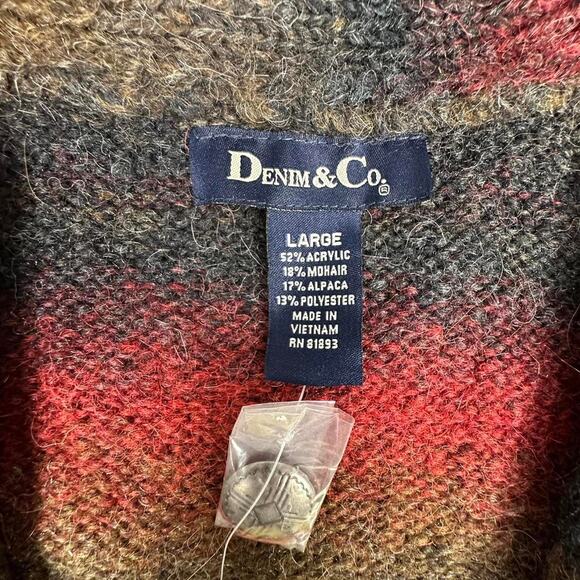 DENIM & CO.®
LARGE
52% ACRYLIC
18% MOHAIR
17% ALPACA
13% POLYESTER
MADE IN
VIETNAM
RN 81893